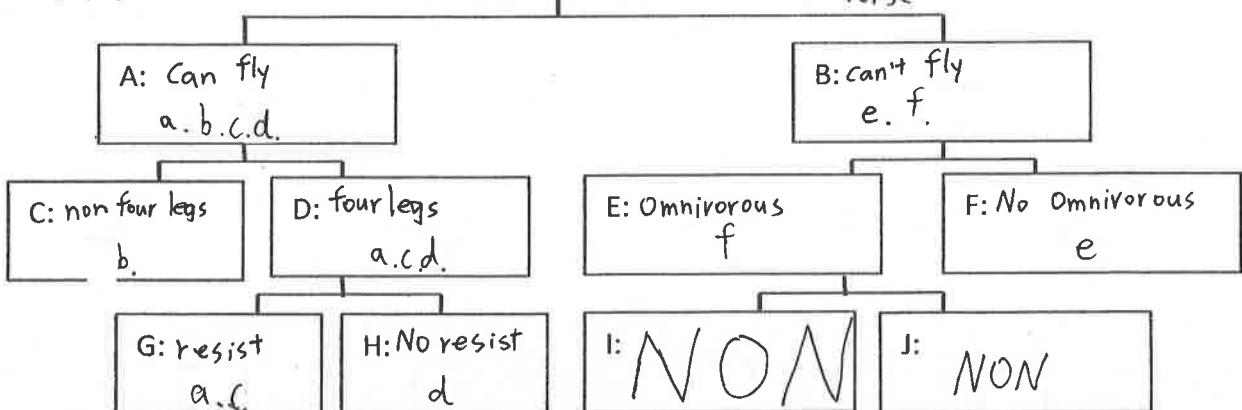 A: Can fly
a.b.c.d.
B: can't fly
e. f.
C: non four legs
b.
D: four legs
a.c.d.
E: Omnivorous
f
F: No Omnivorous
e
G: resist
a.c
H: No resist
d
I: NON
J: NON